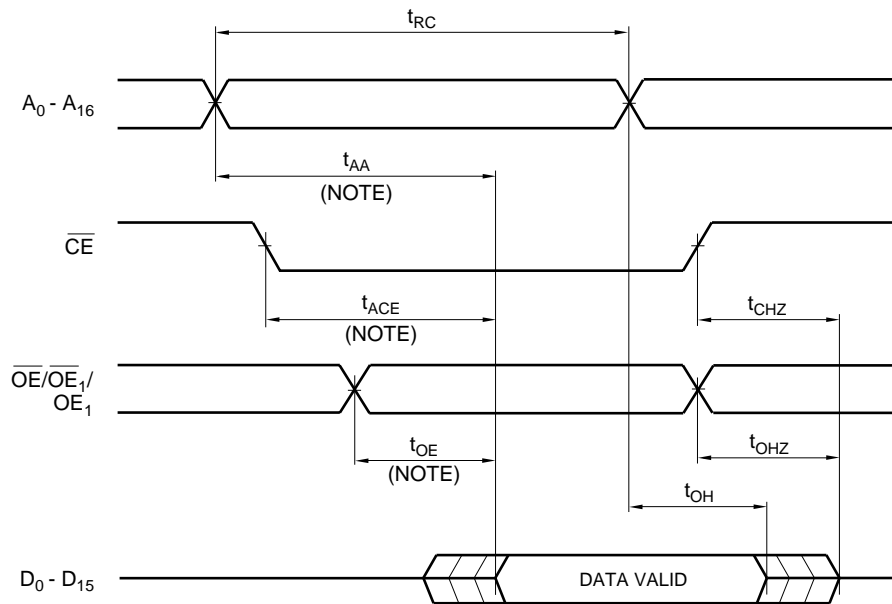 tRC
A0 - A16
tAA
(NOTE)
CE
tACE
(NOTE)
tCHZ
OE/OE1/
OE1
tOE
(NOTE)
tOHZ
tOH
D0 - D15
DATA VALID